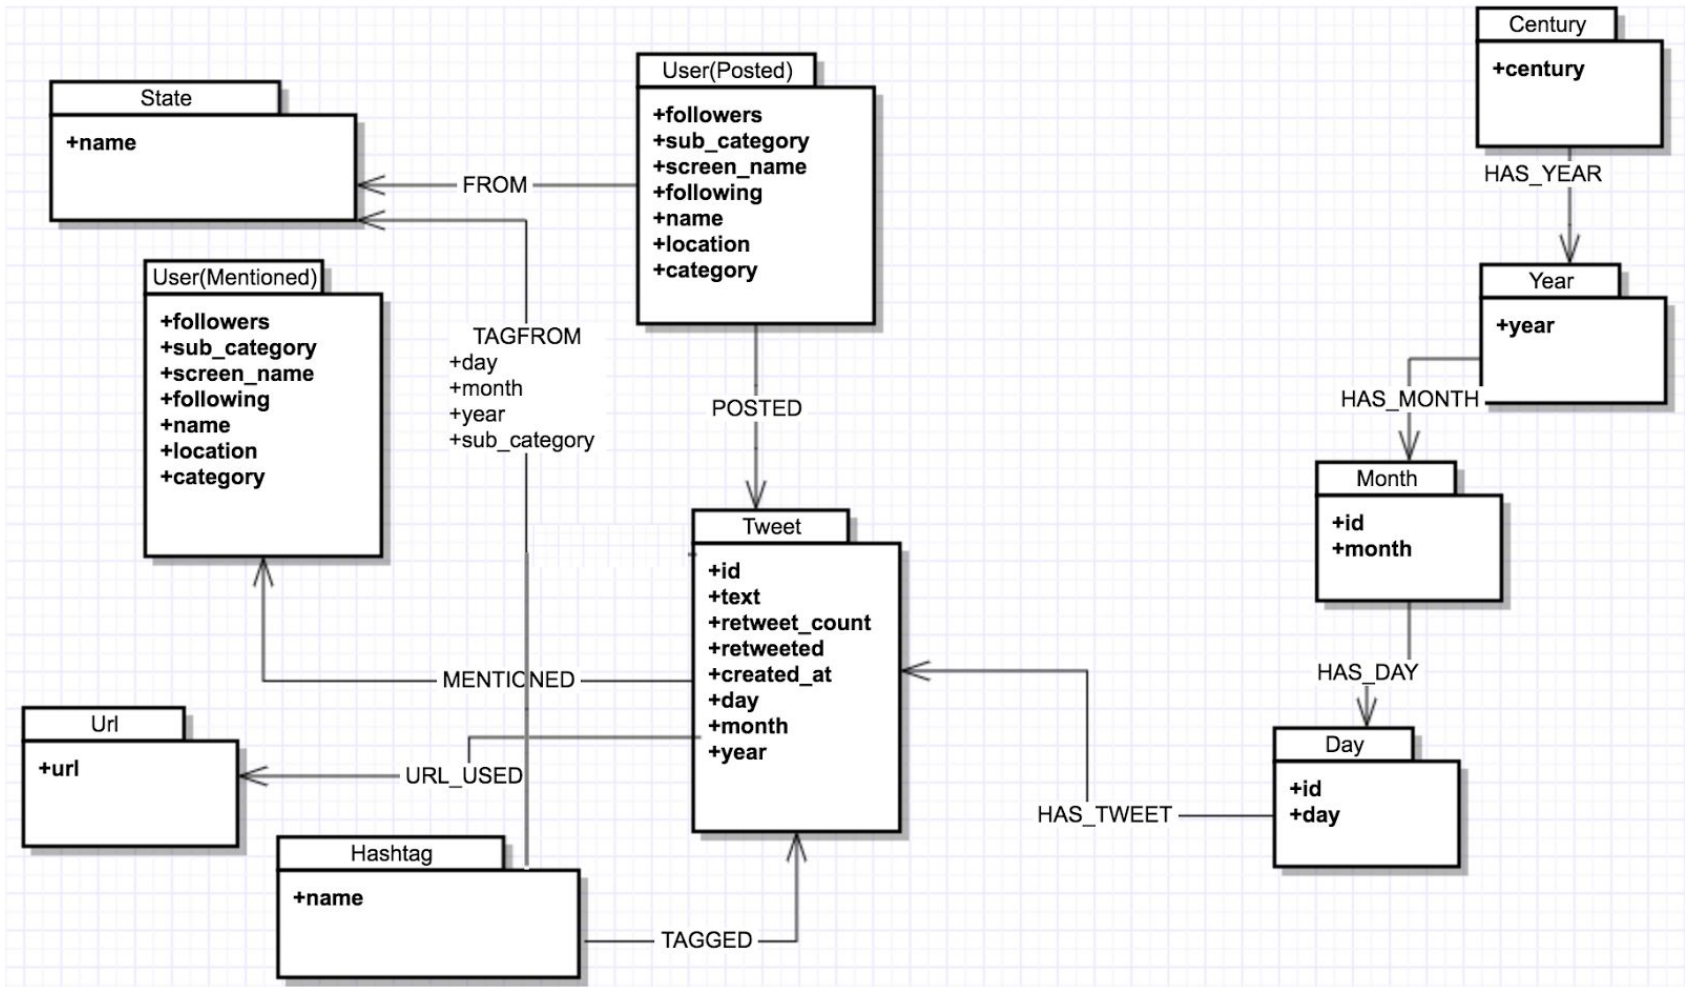 Century
+century
HAS_YEAR
Year
+year
HAS_MONTH
Month
+id
+month
HAS_DAY
Day
+id
+day
HAS_TWEET
User(Posted)
+followers
+sub_category
+screen_name
+following
+name
+location
+category
FROM
State
+name
POSTED
TAGFROM
+day
+month
+year
+sub_category
User(Mentioned)
+followers
+sub_category
+screen_name
+following
+name
+location
+category
Tweet
+id
+text
+retweet_count
+retweeted
+created_at
+day
+month
+year
MENTIONED
Url
+url
URL_USED
Hashtag
+name
TAGGED